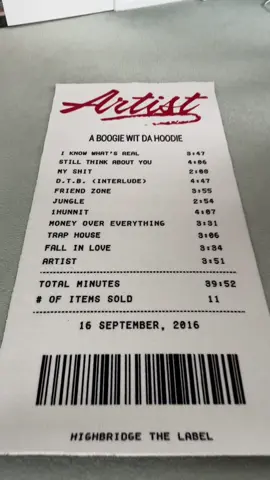 Artist
A BOOGIE WIT DA HOODIE
I KNOW WHAT'S REAL 3:47
STILL THINK ABOUT YOU 4:06
MY SHIT 2:00
D.T.B. (INTERLUDE) 4:47
FRIEND ZONE 3:55
JUNGLE 2:54
1HUNNIT 4:07
MONEY OVER EVERYTHING 3:31
TRAP HOUSE 3:06
FALL IN LOVE 3:34
ARTIST 3:51
TOTAL MINUTES 39:52
# OF ITEMS SOLD 11
16 SEPTEMBER, 2016
HIGHBRIDGE THE LABEL